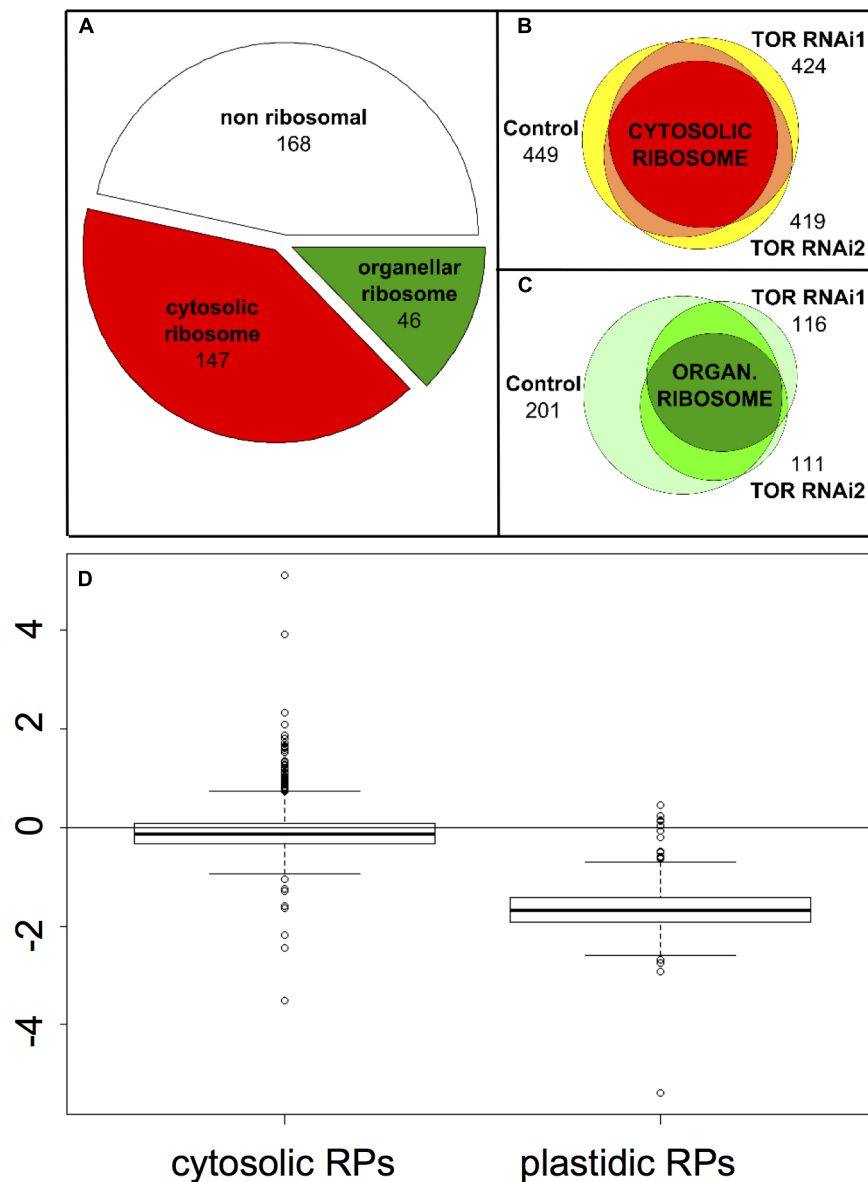 A
non ribosomal
168
cytosolic
ribosome
147
organellar
ribosome
46
B
TOR RNAi1
424
Control
449
CYTOSOLIC
RIBOSOME
419
TOR RNAi2
C
TOR RNAi1
116
Control
201
ORGAN.
RIBOSOME
111
TOR RNAi2
D
4
2
0
-2
-4
cytosolic RPs
plastidic RPs